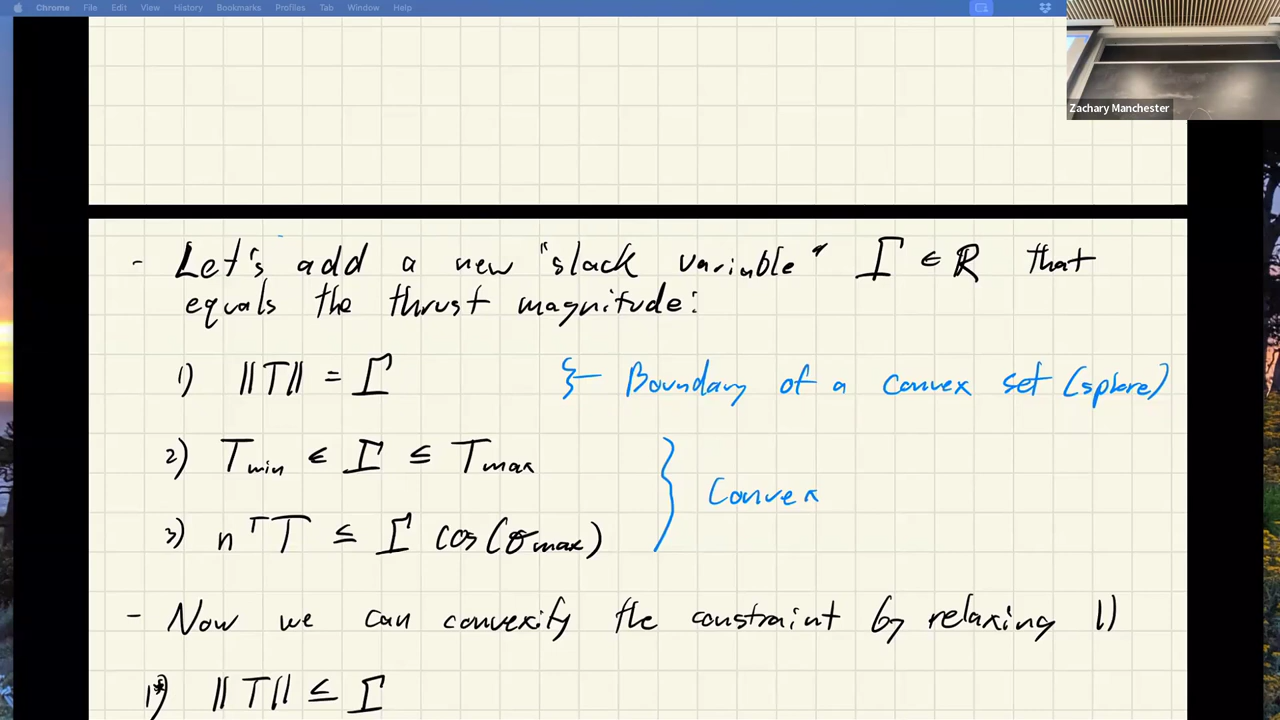 Chrome File Edit View History Bookmarks Profiles Tab Window Help
Zachary Manchester
- Let's add a new "slack variable" Γ ∈ ℝ that
equals the thrust magnitude:
1) ||T|| = Γ }- Boundary of a convex set (sphere)
2) Tmin ≤ Γ ≤ Tmax
} Convex
3) nᵀT ≤ Γ cos(θmax)
- Now we can convexify the constraint by relaxing 1)
1*) ||T|| ≤ Γ